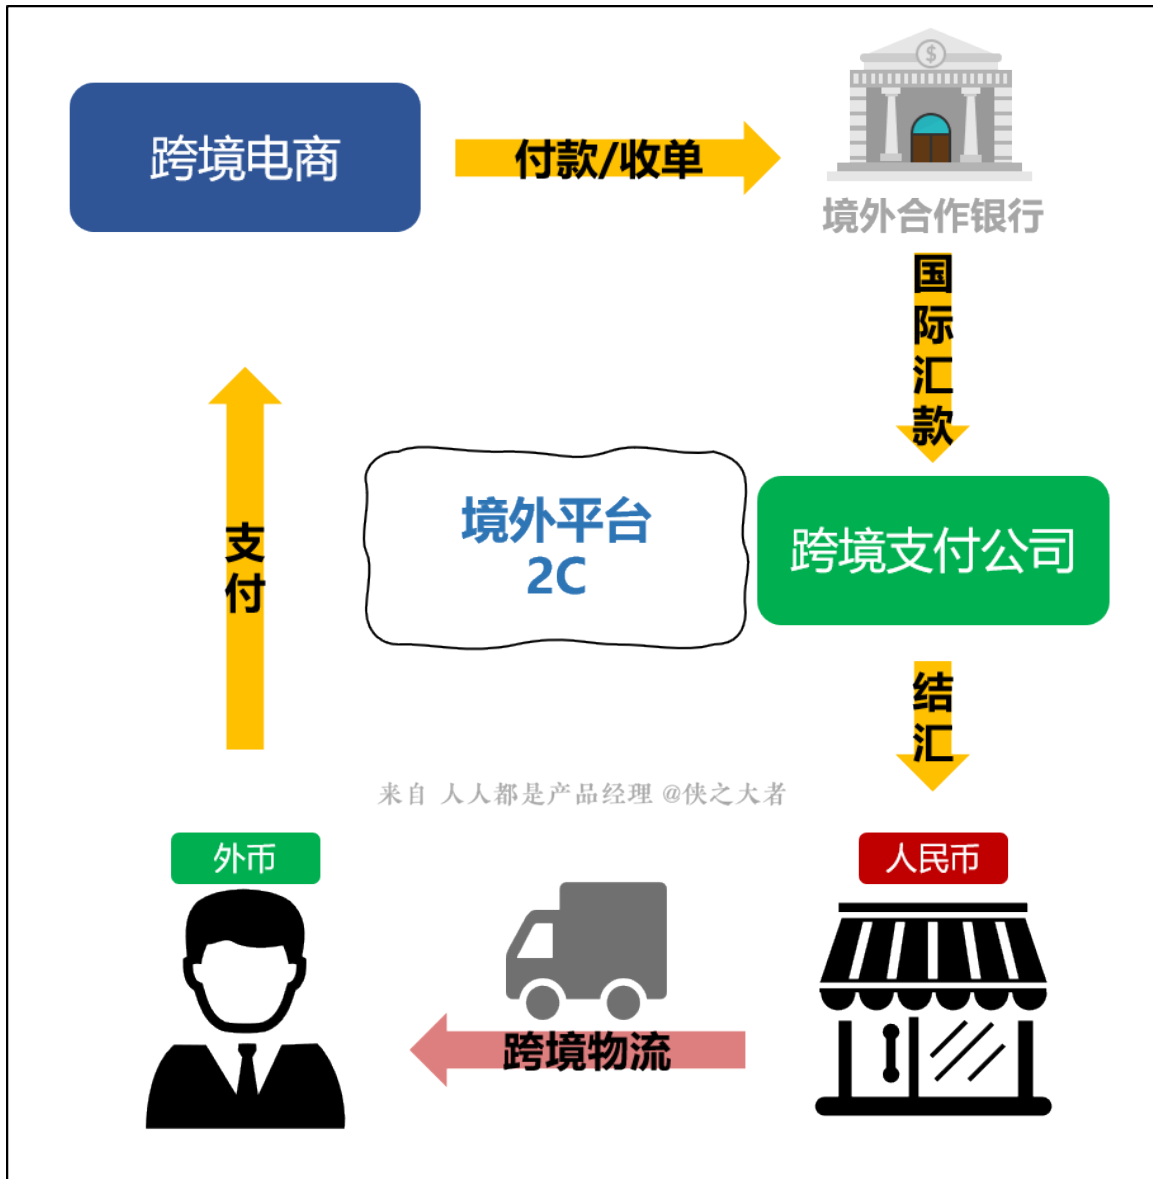 跨境电商
付款/收单
$
境外合作银行
国际汇款
支付
境外平台
2C
跨境支付公司
结汇
来自 人人都是产品经理 @侠之大者
外币
人民币
跨境物流